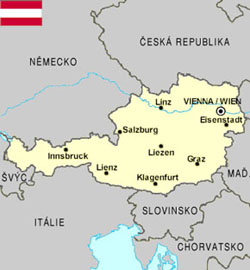 ČESKÁ REPUBLIKA
NĚMECKO
Linz
VIENNA / WIEN
Eisenstadt
Salzburg
Innsbruck
Liezen
Lienz
Graz
Klagenfurt
ŠVÝC
MAĎ.
SLOVINSKO
ITÁLIE
CHORVATSKO